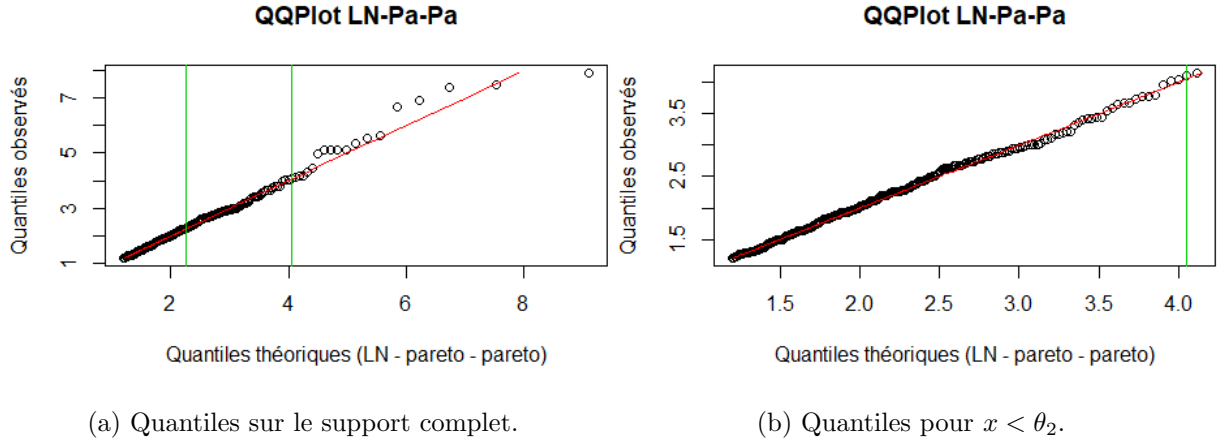 QQPlot LN-Pa-Pa
Quantiles observés
1 3 5 7
2 4 6 8
Quantiles théoriques (LN - pareto - pareto)
(a) Quantiles sur le support complet.
QQPlot LN-Pa-Pa
Quantiles observés
1.5 2.5 3.5
1.5 2.0 2.5 3.0 3.5 4.0
Quantiles théoriques (LN - pareto - pareto)
(b) Quantiles pour x < θ₂.